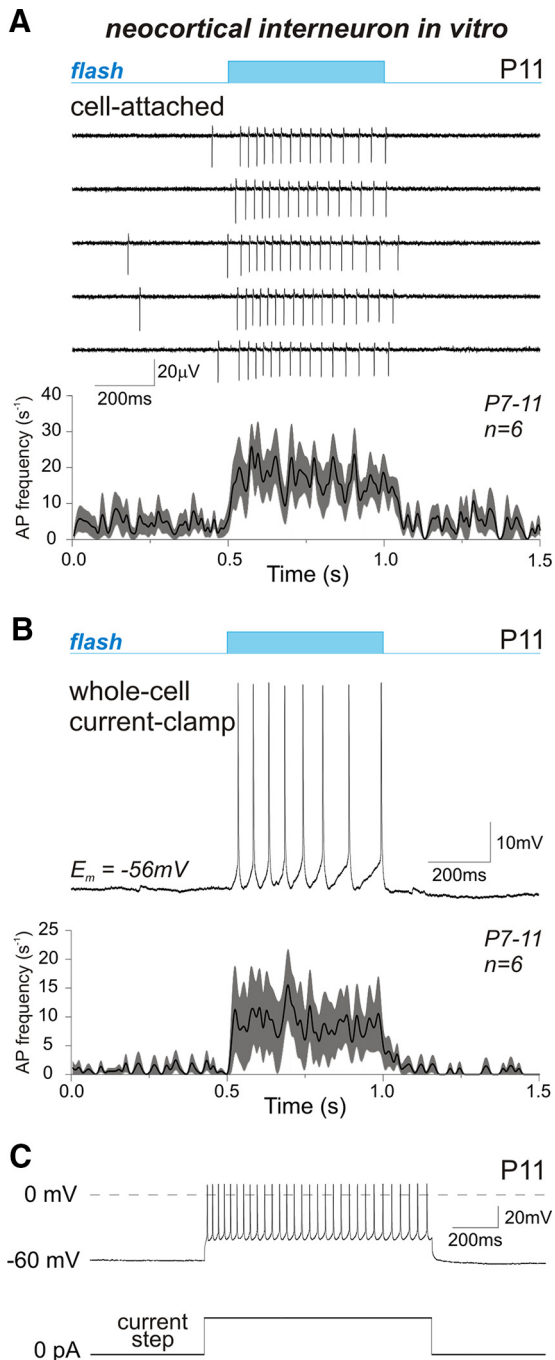 A
neocortical interneuron in vitro
flash
P11
cell-attached
20μV
200ms
40
30
20
10
0
AP frequency (s-1)
P7-11
n=6
0.0
0.5
1.0
1.5
Time (s)
B
flash
P11
whole-cell
current-clamp
Em = -56mV
10mV
200ms
25
20
15
10
5
0
AP frequency (s-1)
P7-11
n=6
0.0
0.5
1.0
1.5
Time (s)
C
P11
0 mV
20mV
200ms
-60 mV
current
step
0 pA